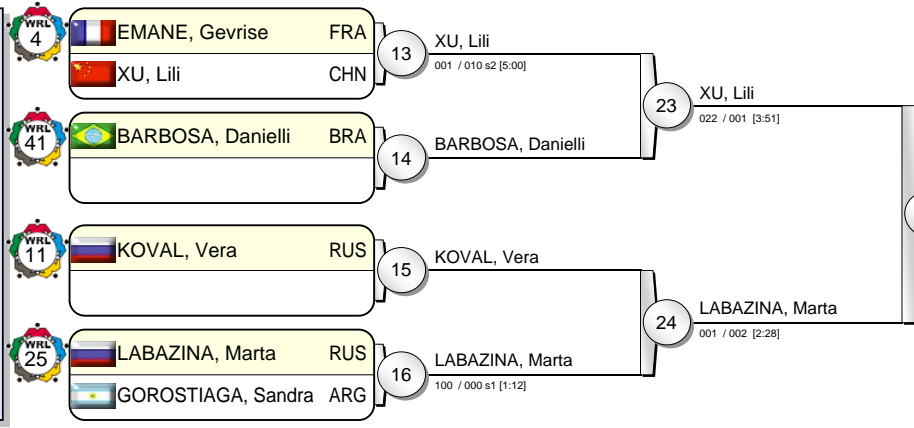 WRL
4
EMANE, Gevrise FRA
XU, Lili CHN
13
XU, Lili
001 / 010 s2 [5:00]
23
XU, Lili
022 / 001 [3:51]
WRL
41
BARBOSA, Danielli BRA
14
BARBOSA, Danielli
WRL
11
KOVAL, Vera RUS
15
KOVAL, Vera
24
LABAZINA, Marta
001 / 002 [2:28]
WRL
25
LABAZINA, Marta RUS
GOROSTIAGA, Sandra ARG
16
LABAZINA, Marta
100 / 000 s1 [1:12]